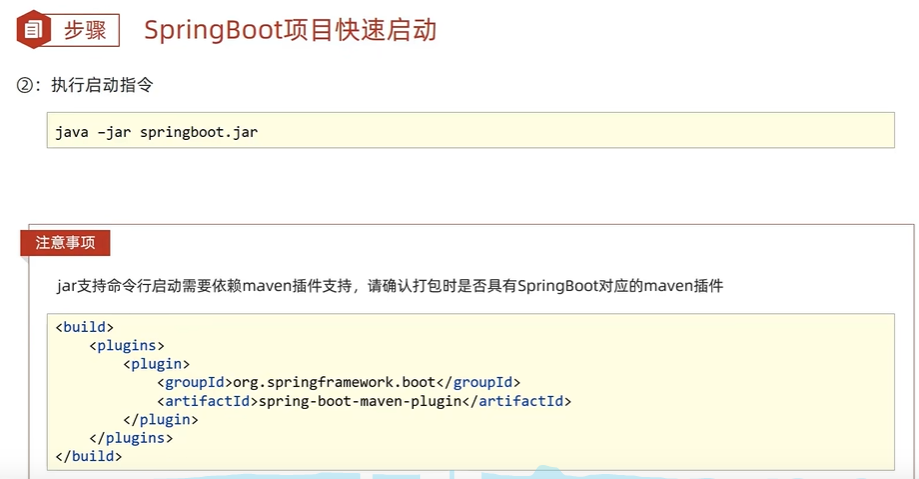 步骤
SpringBoot项目快速启动
②：执行启动指令
java –jar springboot.jar
注意事项
jar支持命令行启动需要依赖maven插件支持，请确认打包时是否具有SpringBoot对应的maven插件
<build>
    <plugins>
        <plugin>
            <groupId>org.springframework.boot</groupId>
            <artifactId>spring-boot-maven-plugin</artifactId>
        </plugin>
    </plugins>
</build>